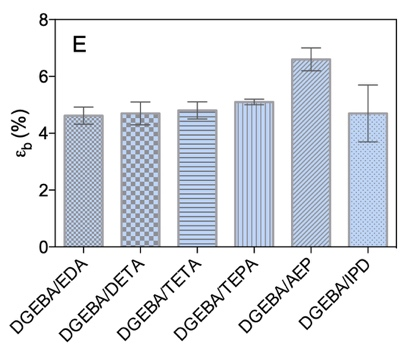 E
εb (%)
8
6
4
2
0
DGEBA/EDA
DGEBA/DETA
DGEBA/TETA
DGEBA/TEPA
DGEBA/AEP
DGEBA/IPD